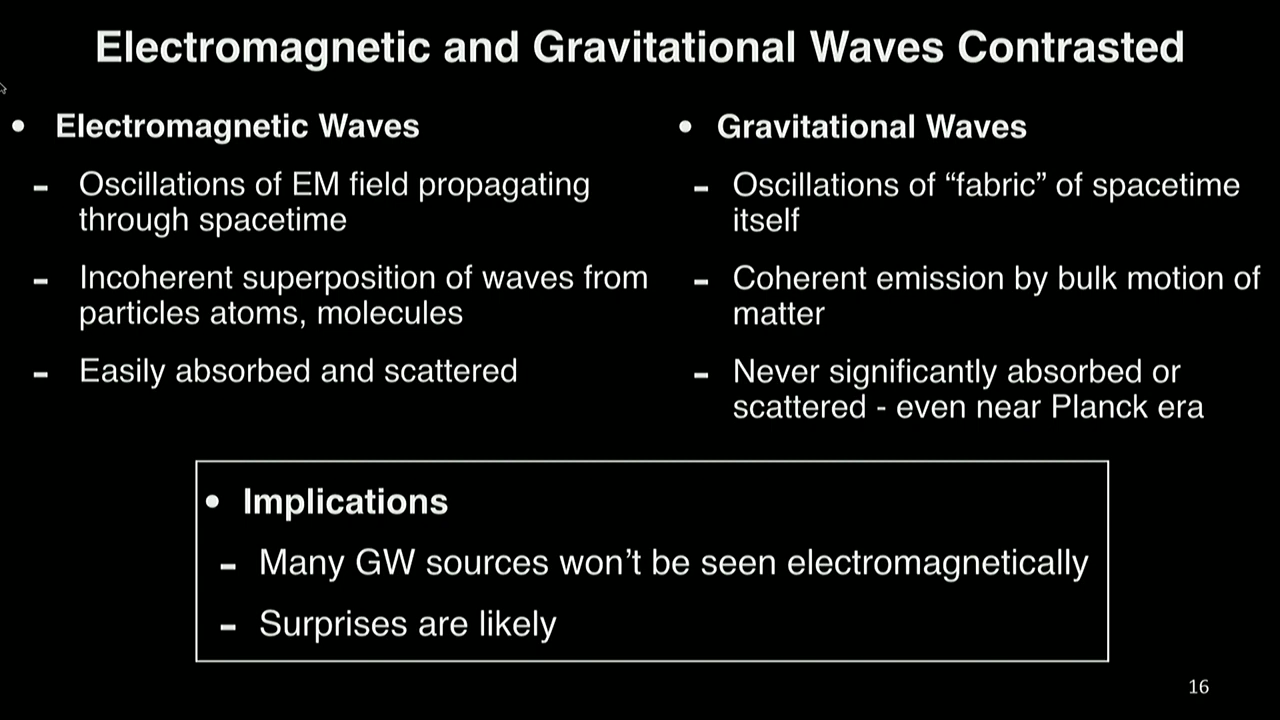 Electromagnetic and Gravitational Waves Contrasted
• Electromagnetic Waves
- Oscillations of EM field propagating
through spacetime
- Incoherent superposition of waves from
particles atoms, molecules
- Easily absorbed and scattered
• Gravitational Waves
- Oscillations of “fabric” of spacetime
itself
- Coherent emission by bulk motion of
matter
- Never significantly absorbed or
scattered - even near Planck era
• Implications
- Many GW sources won’t be seen electromagnetically
- Surprises are likely
16